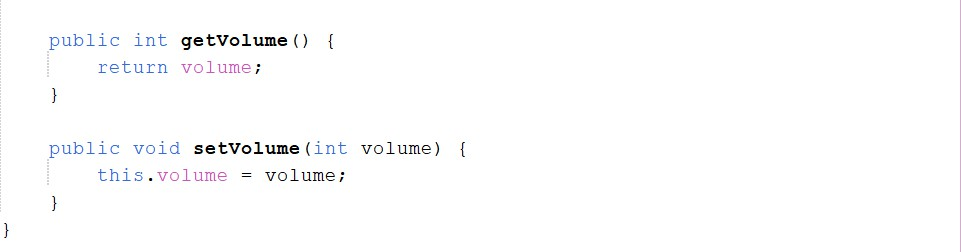 public int getVolume() {
        return volume;
    }

    public void setVolume(int volume) {
        this.volume = volume;
    }
}